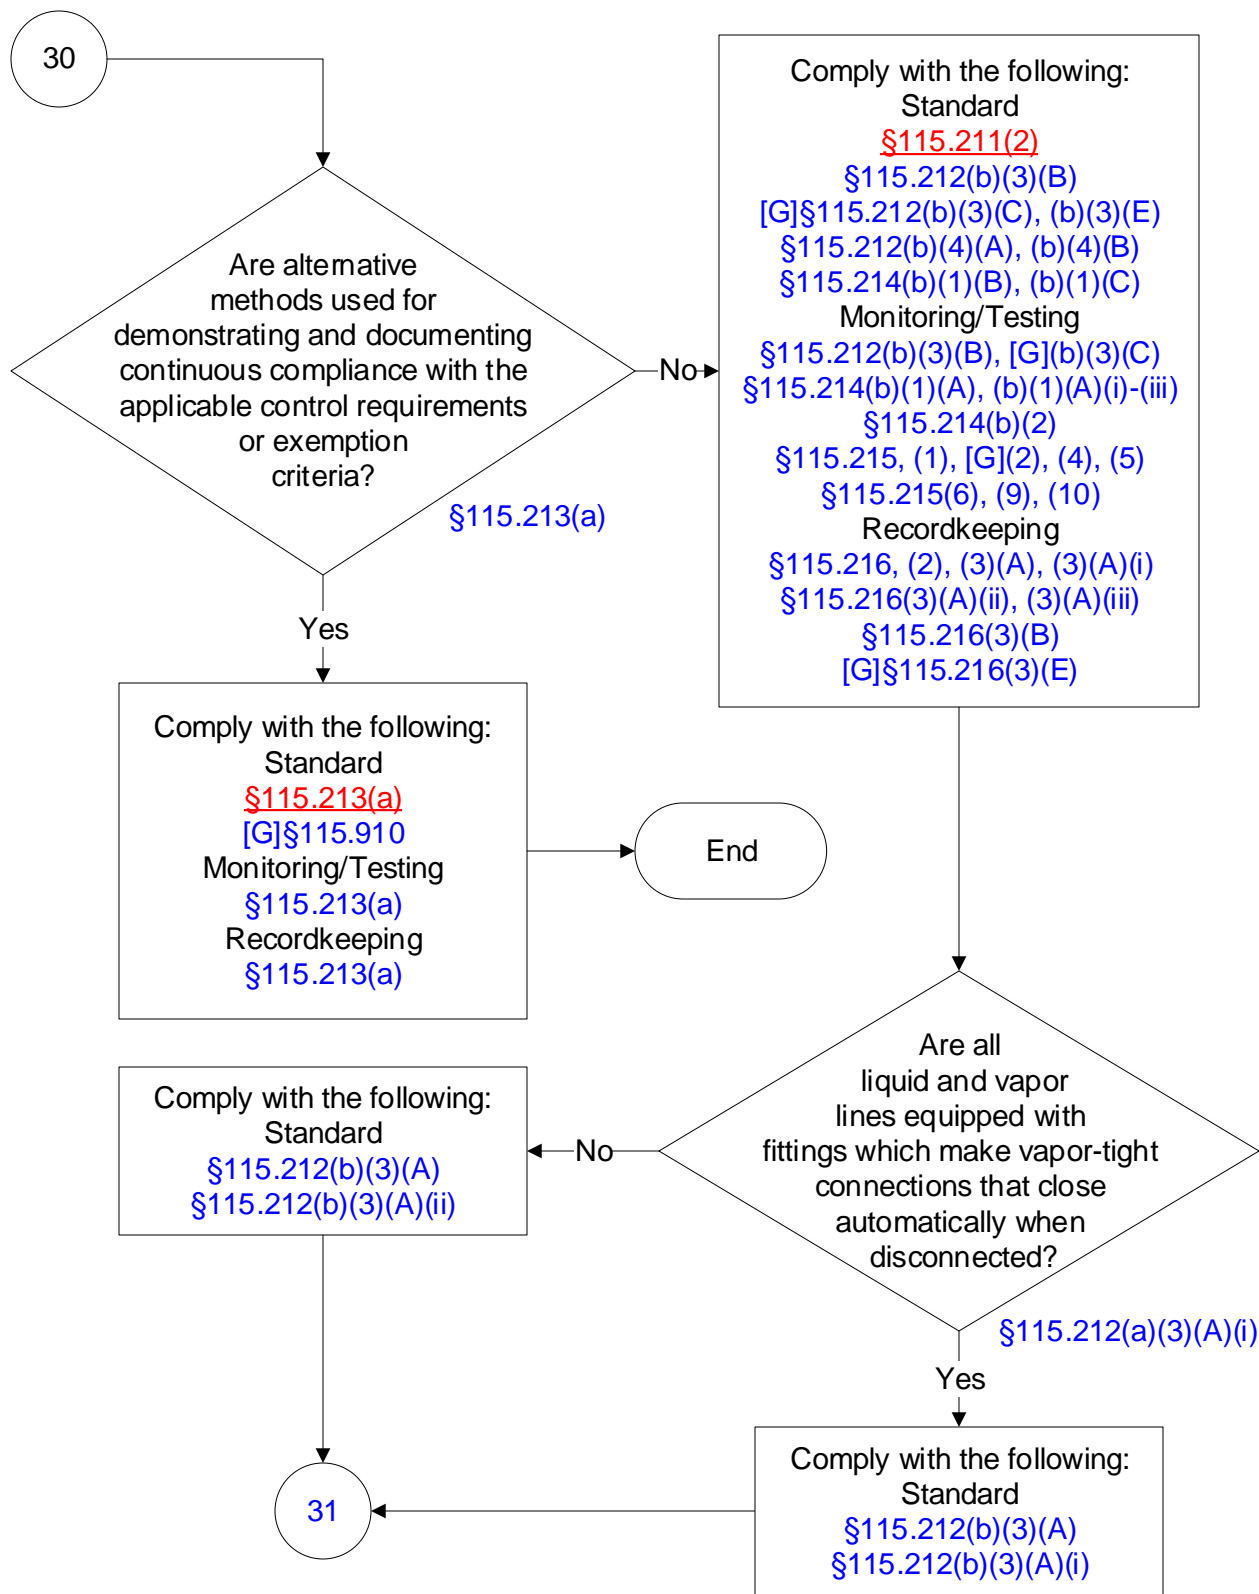 30
Are alternative
methods used for
demonstrating and documenting
continuous compliance with the
applicable control requirements
or exemption
criteria?
§115.213(a)
No
Comply with the following:
Standard
§115.211(2)
§115.212(b)(3)(B)
[G]§115.212(b)(3)(C), (b)(3)(E)
§115.212(b)(4)(A), (b)(4)(B)
§115.214(b)(1)(B), (b)(1)(C)
Monitoring/Testing
§115.212(b)(3)(B), [G](b)(3)(C)
§115.214(b)(1)(A), (b)(1)(A)(i)-(iii)
§115.214(b)(2)
§115.215, (1), [G](2), (4), (5)
§115.215(6), (9), (10)
Recordkeeping
§115.216, (2), (3)(A), (3)(A)(i)
§115.216(3)(A)(ii), (3)(A)(iii)
§115.216(3)(B)
[G]§115.216(3)(E)
Yes
Comply with the following:
Standard
§115.213(a)
[G]§115.910
Monitoring/Testing
§115.213(a)
Recordkeeping
§115.213(a)
End
Are all
liquid and vapor
lines equipped with
fittings which make vapor-tight
connections that close
automatically when
disconnected?
§115.212(a)(3)(A)(i)
No
Comply with the following:
Standard
§115.212(b)(3)(A)
§115.212(b)(3)(A)(ii)
Yes
Comply with the following:
Standard
§115.212(b)(3)(A)
§115.212(b)(3)(A)(i)
31